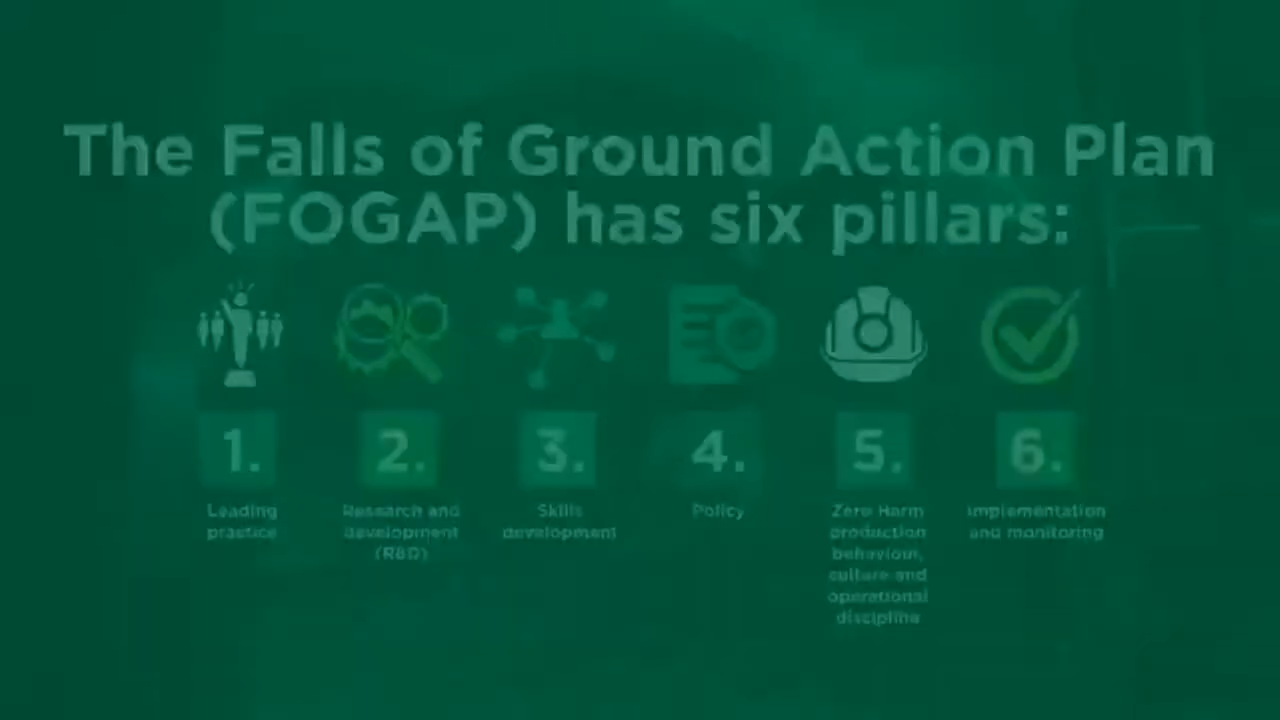 The Falls of Ground Action Plan
(FOGAP) has six pillars:
1.
Leading
practice
2.
Research and
development
(R&D)
3.
Skills
development
4.
Policy
5.
Zero Harm
production
behaviour,
culture and
operational
discipline
6.
Implementation
and monitoring